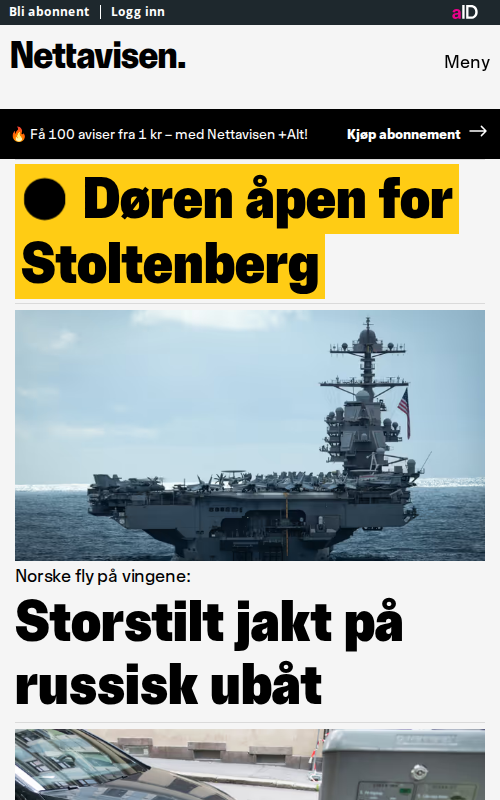 Bli abonnent
Logg inn
aID
Nettavisen.
Meny
🔥 Få 100 aviser fra 1 kr – med Nettavisen +Alt!
Kjøp abonnement →
● Døren åpen for
Stoltenberg
Norske fly på vingene:
Storstilt jakt på
russisk ubåt